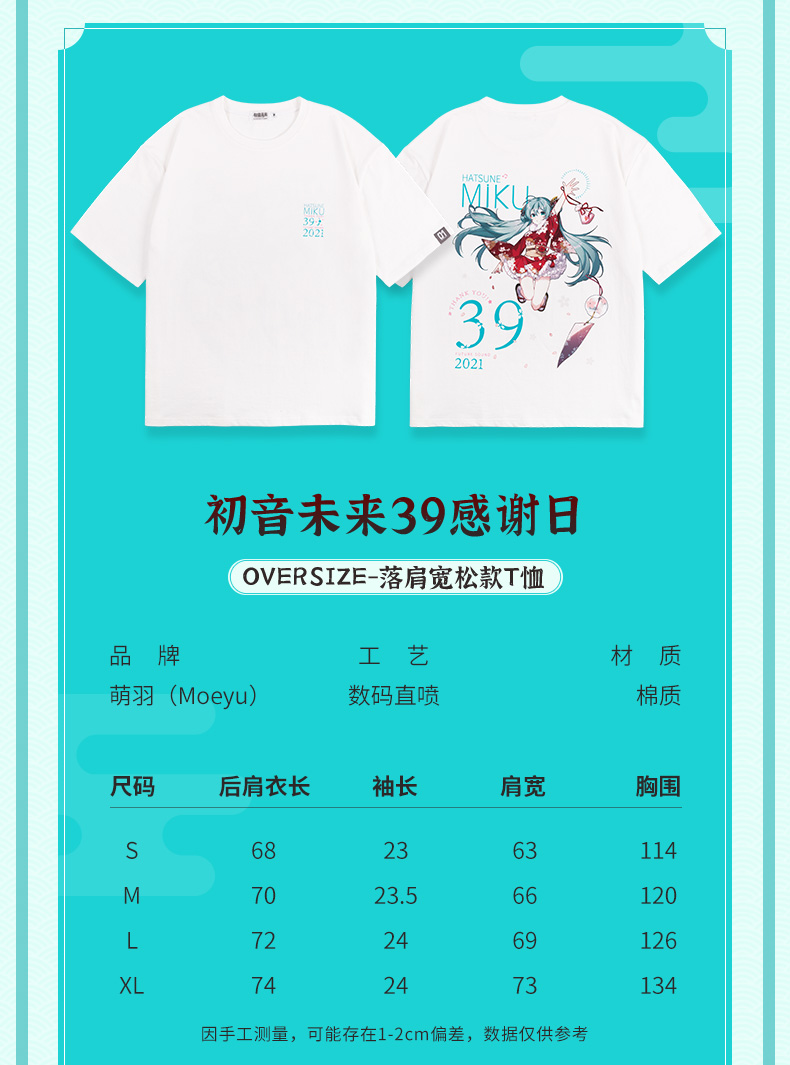 HATSUNE
MIKU
39
2021
HATSUNE
MIKU
THANK YOU
39
2021
初音未来39感谢日
OVERSIZE-落肩宽松款T恤
品 牌 工 艺 材 质
萌羽（Moeyu） 数码直喷 棉质
尺码 后肩衣长 袖长 肩宽 胸围
S 68 23 63 114
M 70 23.5 66 120
L 72 24 69 126
XL 74 24 73 134
因手工测量，可能存在1-2cm偏差，数据仅供参考